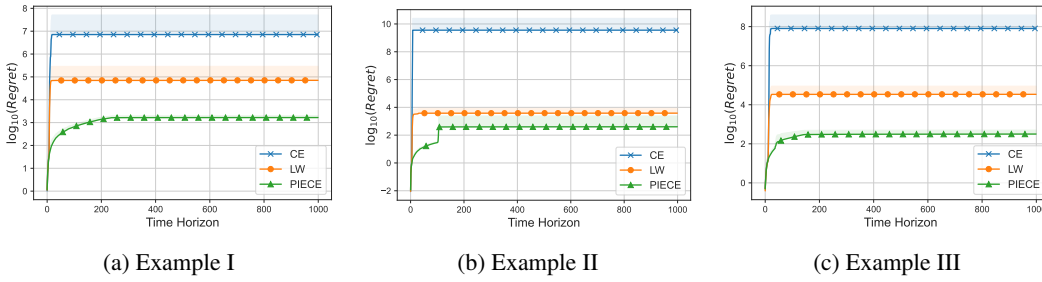 8
7
6
5
4
3
2
1
0
log₁₀(Regret)
0 200 400 600 800 1000
Time Horizon
CE
LW
PIECE
(a) Example I
10
8
6
4
2
0
−2
log₁₀(Regret)
0 200 400 600 800 1000
Time Horizon
CE
LW
PIECE
(b) Example II
8
6
4
2
0
log₁₀(Regret)
0 200 400 600 800 1000
Time Horizon
CE
LW
PIECE
(c) Example III